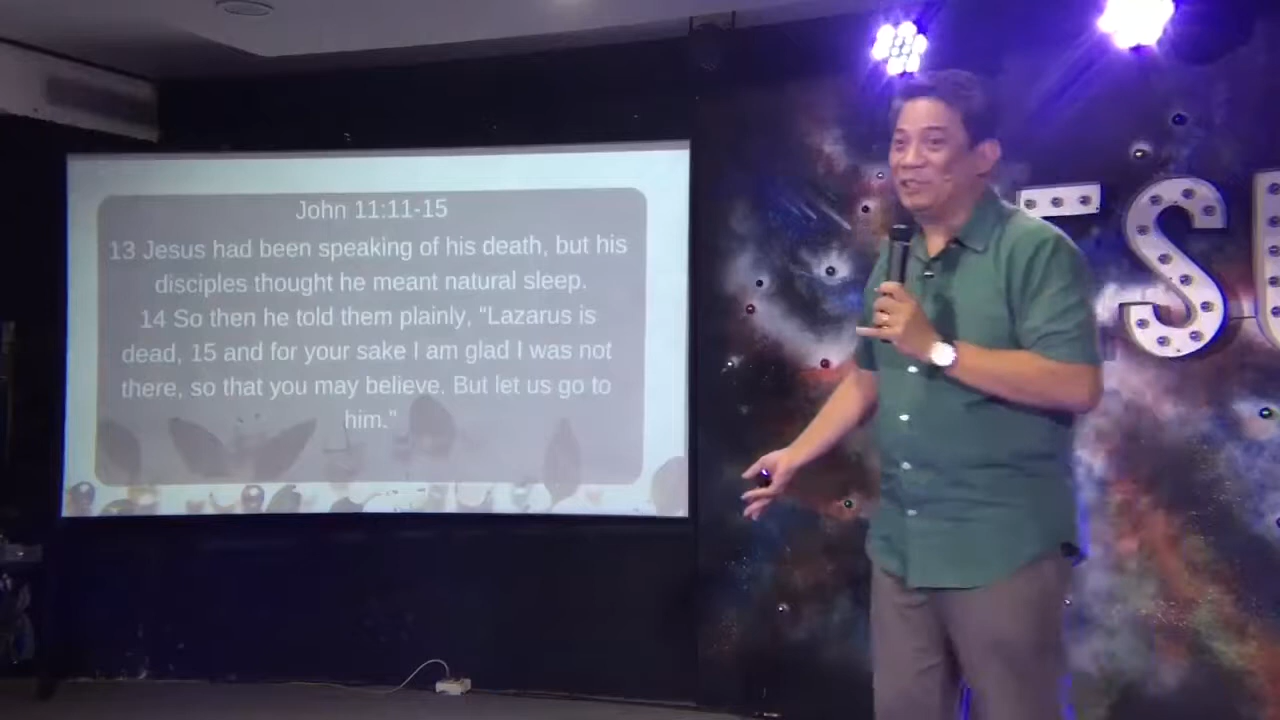 John 11:11-15
13 Jesus had been speaking of his death, but his
disciples thought he meant natural sleep.
14 So then he told them plainly, “Lazarus is
dead, 15 and for your sake I am glad I was not
there, so that you may believe. But let us go to
him.”
ESU